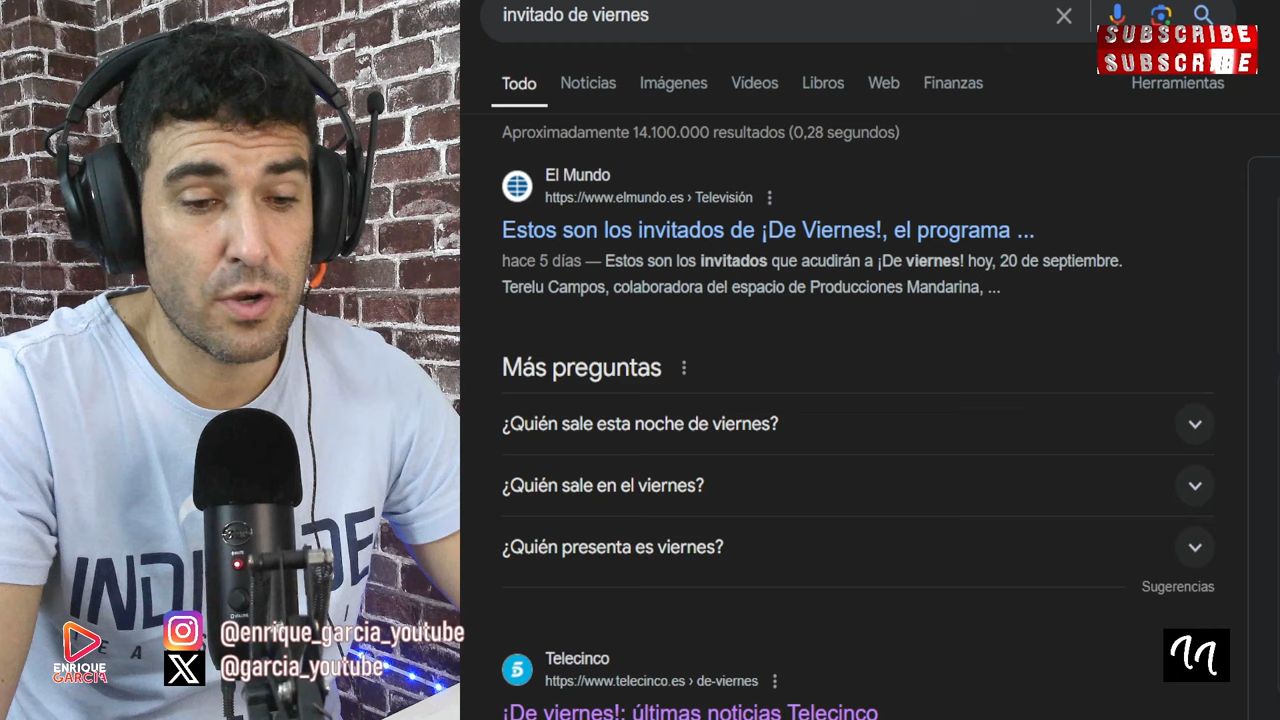 invitado de viernes
SUBSCRIBE
SUBSCRIBE
Todo
Noticias
Imágenes
Vídeos
Libros
Web
Finanzas
Herramientas
Aproximadamente 14.100.000 resultados (0,28 segundos)
El Mundo
https://www.elmundo.es › Televisión
Estos son los invitados de ¡De Viernes!, el programa ...
hace 5 días — Estos son los invitados que acudirán a ¡De viernes! hoy, 20 de septiembre.
Terelu Campos, colaboradora del espacio de Producciones Mandarina, ...
Más preguntas
¿Quién sale esta noche de viernes?
¿Quién sale en el viernes?
¿Quién presenta es viernes?
Sugerencias
Telecinco
https://www.telecinco.es › de-viernes
¡De viernes!: últimas noticias Telecinco
@enrique_garcia_youtube
@garcia_youtube
ENRIQUE
GARCIA